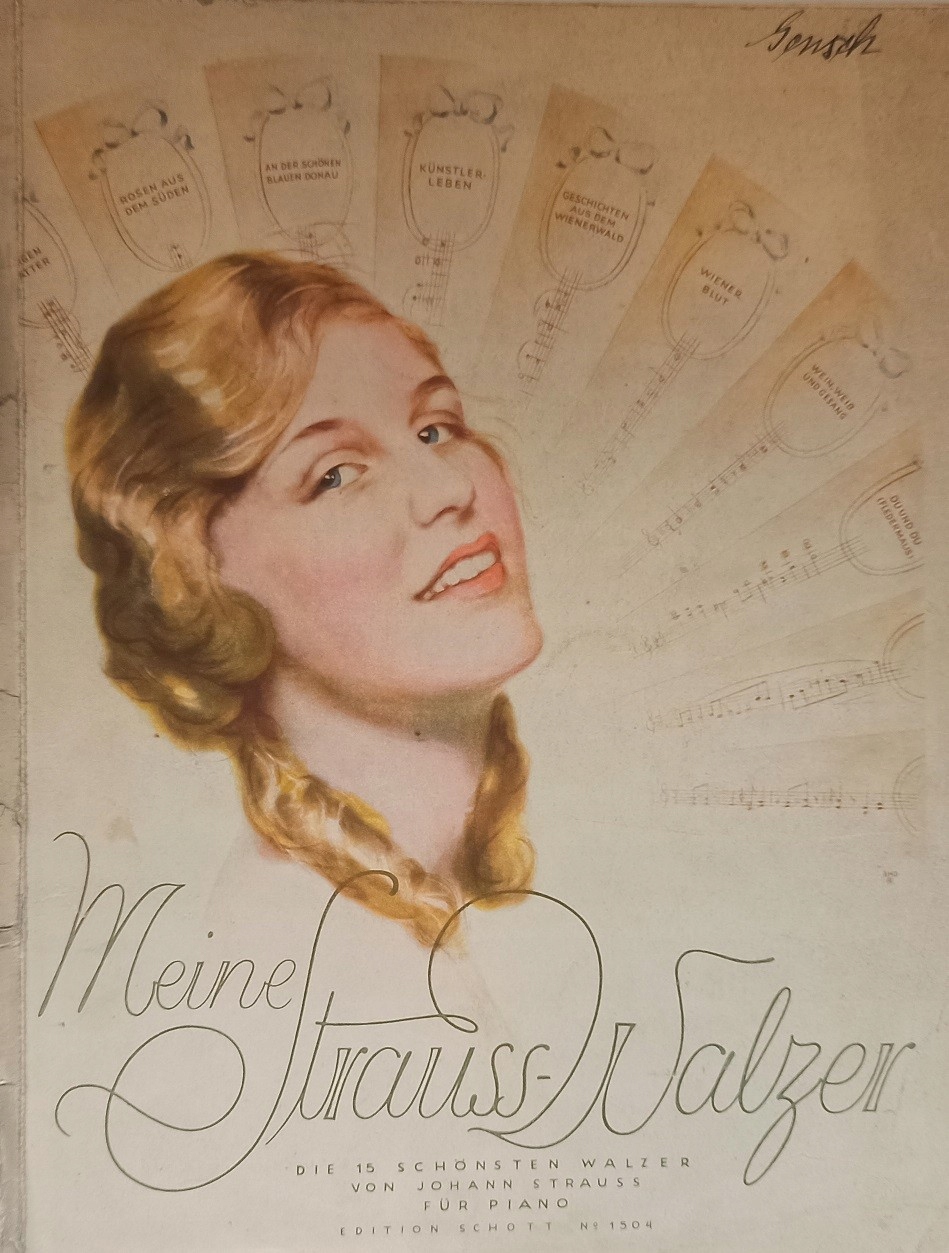 Gensch
ROSEN AUS
DEM SÜDEN
AN DER SCHÖNEN
BLAUEN DONAU
KÜNSTLER-
LEBEN
GESCHICHTEN
AUS DEM
WIENERWALD
WIENER
BLUT
WEIN, WEIB
UND GESANG
DU UND DU
(FLEDERMAUS)
Meine
Strauss-Walzer
DIE 15 SCHÖNSTEN WALZER
VON JOHANN STRAUSS
FÜR PIANO
EDITION SCHOTT Nº 1504